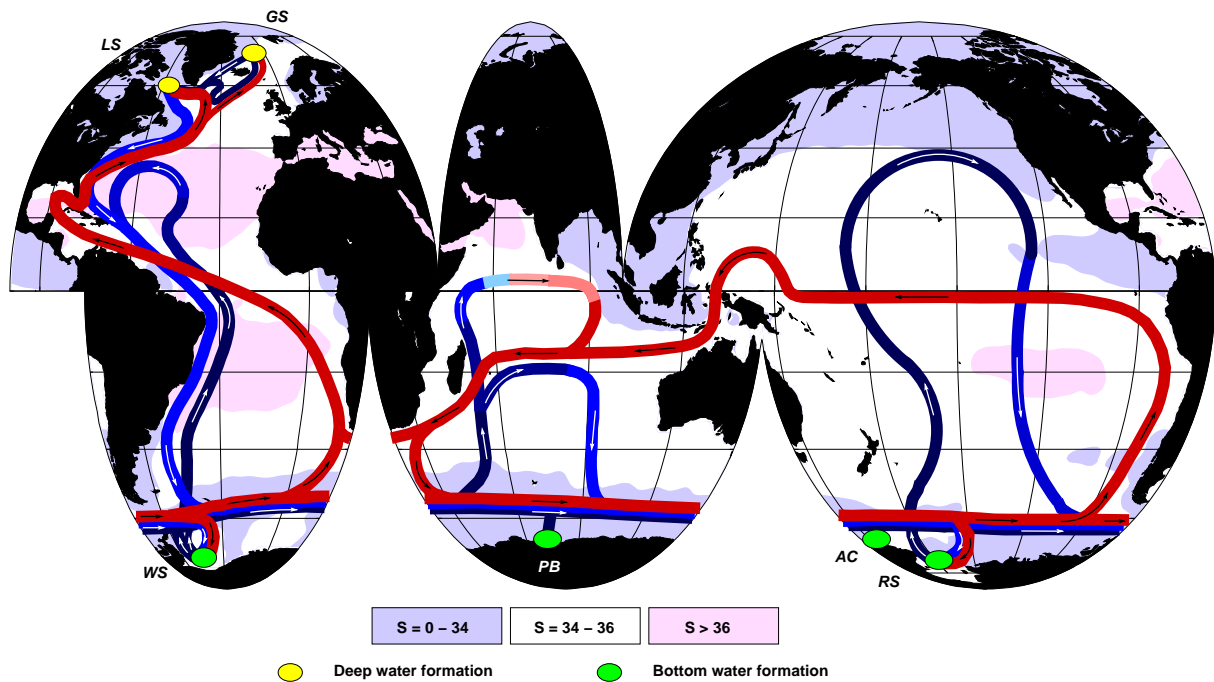 GS
LS
WS
PB
AC
RS
S = 0 – 34
S = 34 – 36
S > 36
Deep water formation
Bottom water formation